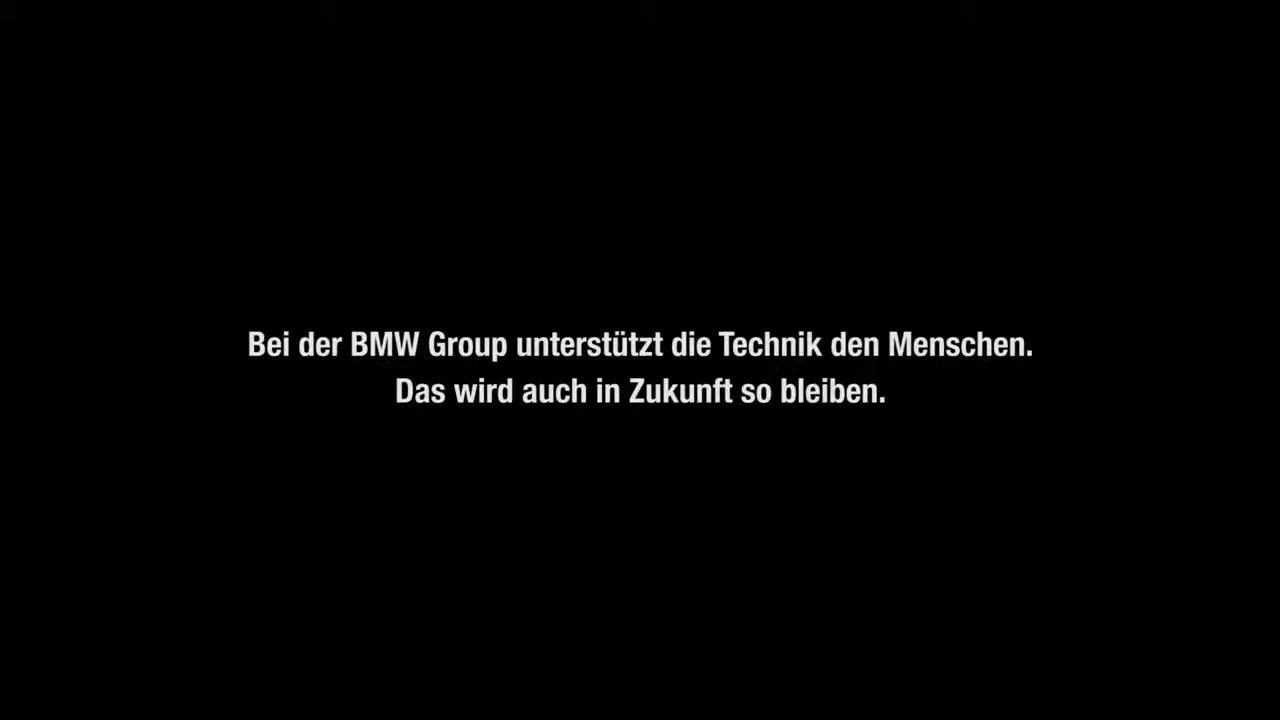 Bei der BMW Group unterstützt die Technik den Menschen.
Das wird auch in Zukunft so bleiben.